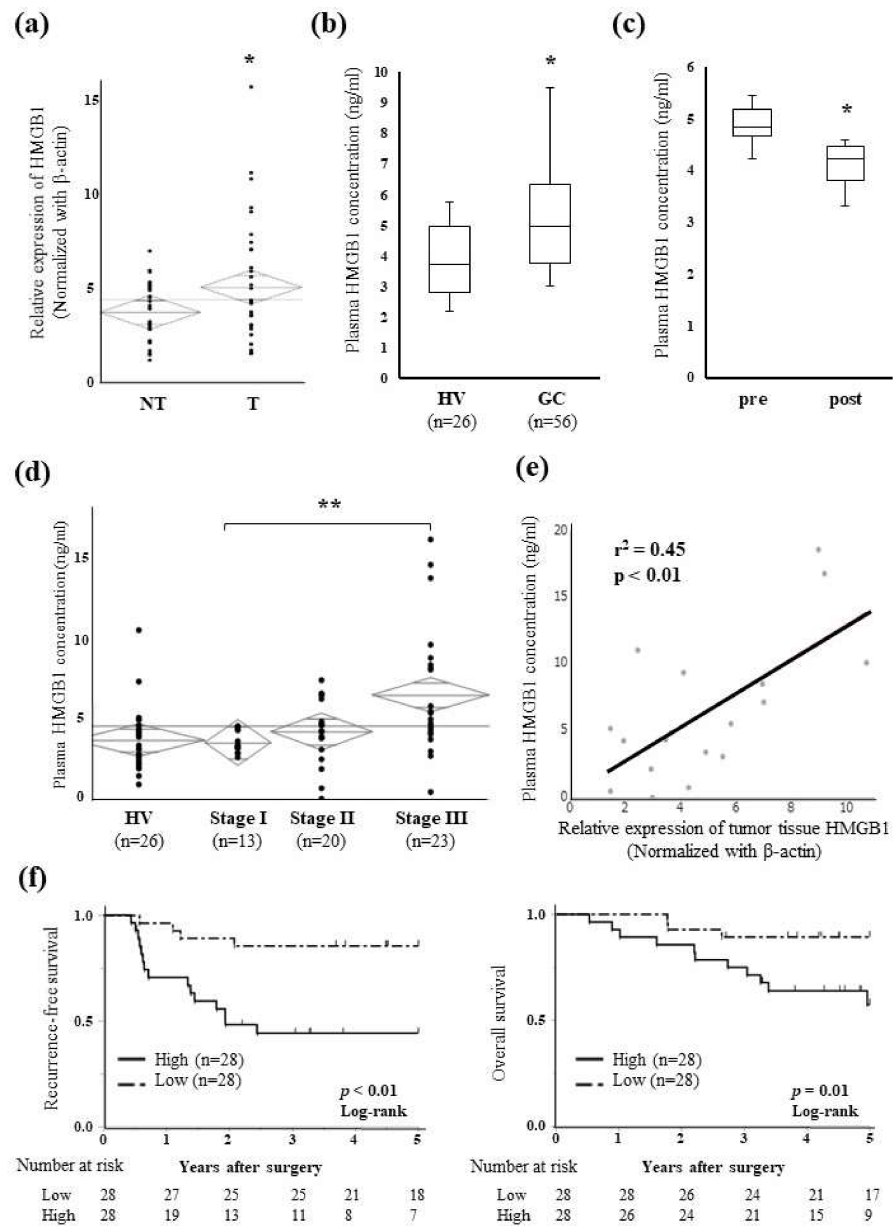 (a)
Relative expression of HMGB1
(Normalized with β-actin)
*
15
10
5
0
NT T
(b)
Plasma HMGB1 concentration (ng/ml)
*
10
9
8
7
6
5
4
3
2
1
0
HV GC
(n=26) (n=56)
(c)
Plasma HMGB1 concentration (ng/ml)
*
6
5
4
3
2
1
0
pre post
(d)
Plasma HMGB1 concentration (ng/ml)
**
15
10
5
0
HV Stage I Stage II Stage III
(n=26) (n=13) (n=20) (n=23)
(e)
Plasma HMGB1 concentration (ng/ml)
r² = 0.45
p < 0.01
20
15
10
5
0
0 2 4 6 8 10
Relative expression of tumor tissue HMGB1
(Normalized with β-actin)
(f)
Recurrence-free survival
1.0
0.5
0.0
High (n=28)
Low (n=28)
p < 0.01
Log-rank
0 1 2 3 4 5
Number at risk Years after surgery
Low 28 27 25 25 21 18
High 28 19 13 11 8 7
Overall survival
1.0
0.5
0.0
High (n=28)
Low (n=28)
p = 0.01
Log-rank
0 1 2 3 4 5
Number at risk Years after surgery
Low 28 28 26 24 21 17
High 28 26 24 21 15 9